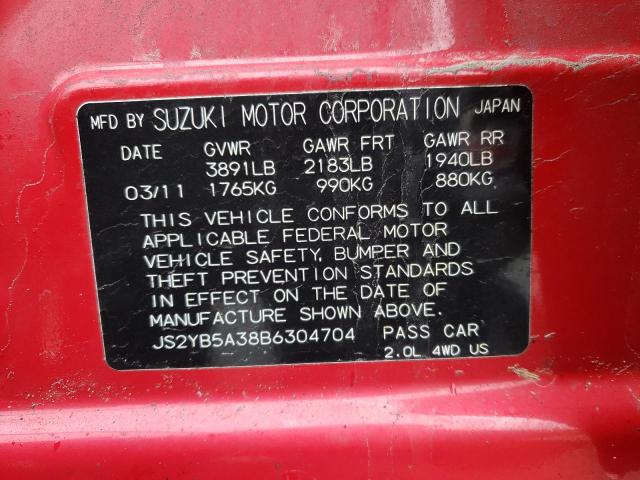 MFD BY SUZUKI MOTOR CORPORATION JAPAN
DATE GVWR GAWR FRT GAWR RR
3891LB 2183LB 1940LB
03/11 1765KG 990KG 880KG
THIS VEHICLE CONFORMS TO ALL
APPLICABLE FEDERAL MOTOR
VEHICLE SAFETY, BUMPER AND
THEFT PREVENTION STANDARDS
IN EFFECT ON THE DATE OF
MANUFACTURE SHOWN ABOVE.
JS2YB5A38B6304704 PASS CAR
2.0L 4WD US